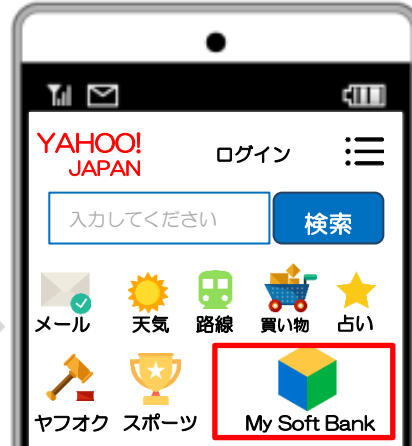 YAHOO!
JAPAN
ログイン
入力してください
検索
メール 天気 路線 買い物 占い
ヤフオク スポーツ My Soft Bank